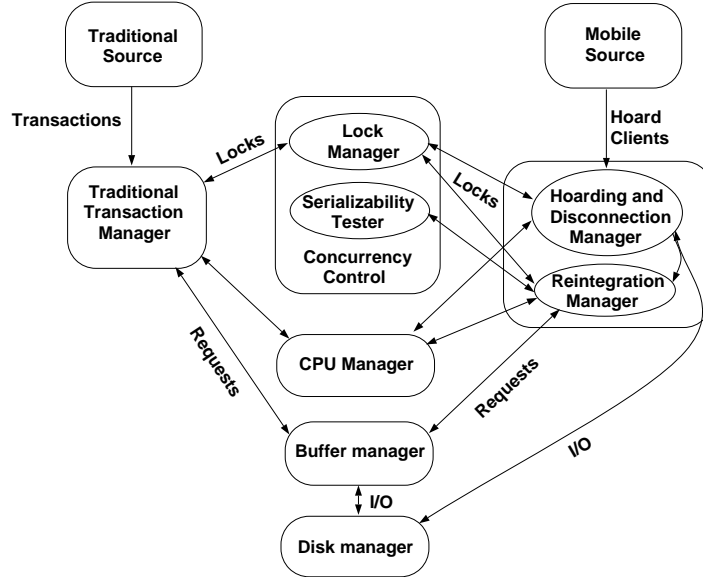 Traditional
Source
Mobile
Source
Transactions
Hoard
Clients
Locks
Lock
Manager
Locks
Traditional
Transaction
Manager
Serializability
Tester
Concurrency
Control
Hoarding and
Disconnection
Manager
Reintegration
Manager
CPU Manager
Requests
Requests
Buffer manager
I/O
I/O
Disk manager